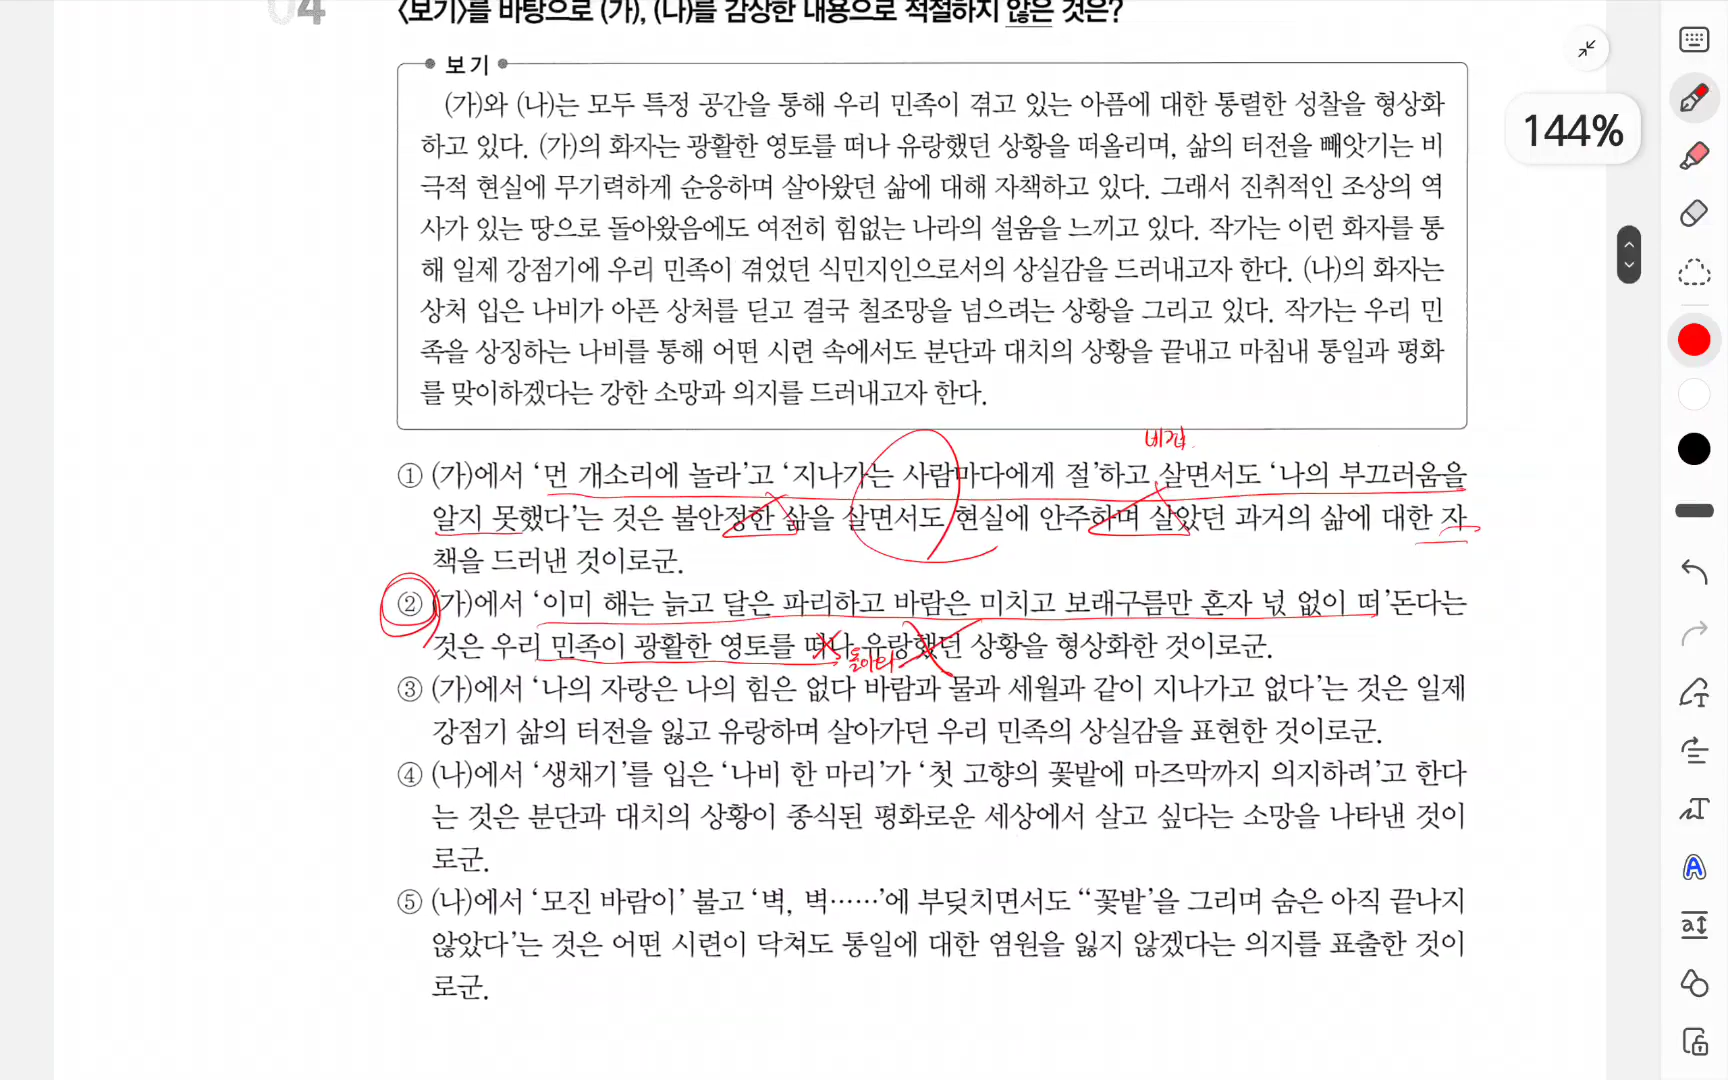 04
<보기>를 바탕으로 (가), (나)를 감상한 내용으로 적절하지 않은 것은?
보기
(가)와 (나)는 모두 특정 공간을 통해 우리 민족이 겪고 있는 아픔에 대한 통렬한 성찰을 형상화
하고 있다. (가)의 화자는 광활한 영토를 떠나 유랑했던 상황을 떠올리며, 삶의 터전을 빼앗기는 비
극적 현실에 무기력하게 순응하며 살아왔던 삶에 대해 자책하고 있다. 그래서 진취적인 조상의 역
사가 있는 땅으로 돌아왔음에도 여전히 힘없는 나라의 설움을 느끼고 있다. 작가는 이런 화자를 통
해 일제 강점기에 우리 민족이 겪었던 식민지인으로서의 상실감을 드러내고자 한다. (나)의 화자는
상처 입은 나비가 아픈 상처를 딛고 결국 철조망을 넘으려는 상황을 그리고 있다. 작가는 우리 민
족을 상징하는 나비를 통해 어떤 시련 속에서도 분단과 대치의 상황을 끝내고 마침내 통일과 평화
를 맞이하겠다는 강한 소망과 의지를 드러내고자 한다.
비겁
① (가)에서 ‘먼 개소리에 놀라’고 ‘지나가는 사람마다에게 절’하고 살면서도 ‘나의 부끄러움을
알지 못했다’는 것은 불안정한 삶을 살면서도 현실에 안주하며 살았던 과거의 삶에 대한 자
책을 드러낸 것이로군.
② (가)에서 ‘이미 해는 늙고 달은 파리하고 바람은 미치고 보래구름만 혼자 넋 없이 떠’돈다는
것은 우리 민족이 광활한 영토를 떠나 유랑했던 상황을 형상화한 것이로군.
③ (가)에서 ‘나의 자랑은 나의 힘은 없다 바람과 물과 세월과 같이 지나가고 없다’는 것은 일제
강점기 삶의 터전을 잃고 유랑하며 살아가던 우리 민족의 상실감을 표현한 것이로군.
④ (나)에서 ‘생채기’를 입은 ‘나비 한 마리’가 ‘첫 고향의 꽃밭에 마즈막까지 의지하려’고 한다
는 것은 분단과 대치의 상황이 종식된 평화로운 세상에서 살고 싶다는 소망을 나타낸 것이
로군.
⑤ (나)에서 ‘모진 바람이’ 불고 ‘벽, 벽……’에 부딪치면서도 “꽃밭’을 그리며 숨은 아직 끝나지
않았다’는 것은 어떤 시련이 닥쳐도 통일에 대한 염원을 잃지 않겠다는 의지를 표출한 것이
로군.
144%